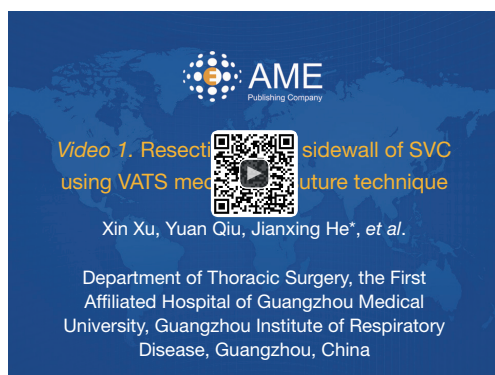 E
AME
Publishing Company
Video 1. Resecti sidewall of SVC
using VATS mec uture technique
Xin Xu, Yuan Qiu, Jianxing He*, et al.
Department of Thoracic Surgery, the First
Affiliated Hospital of Guangzhou Medical
University, Guangzhou Institute of Respiratory
Disease, Guangzhou, China